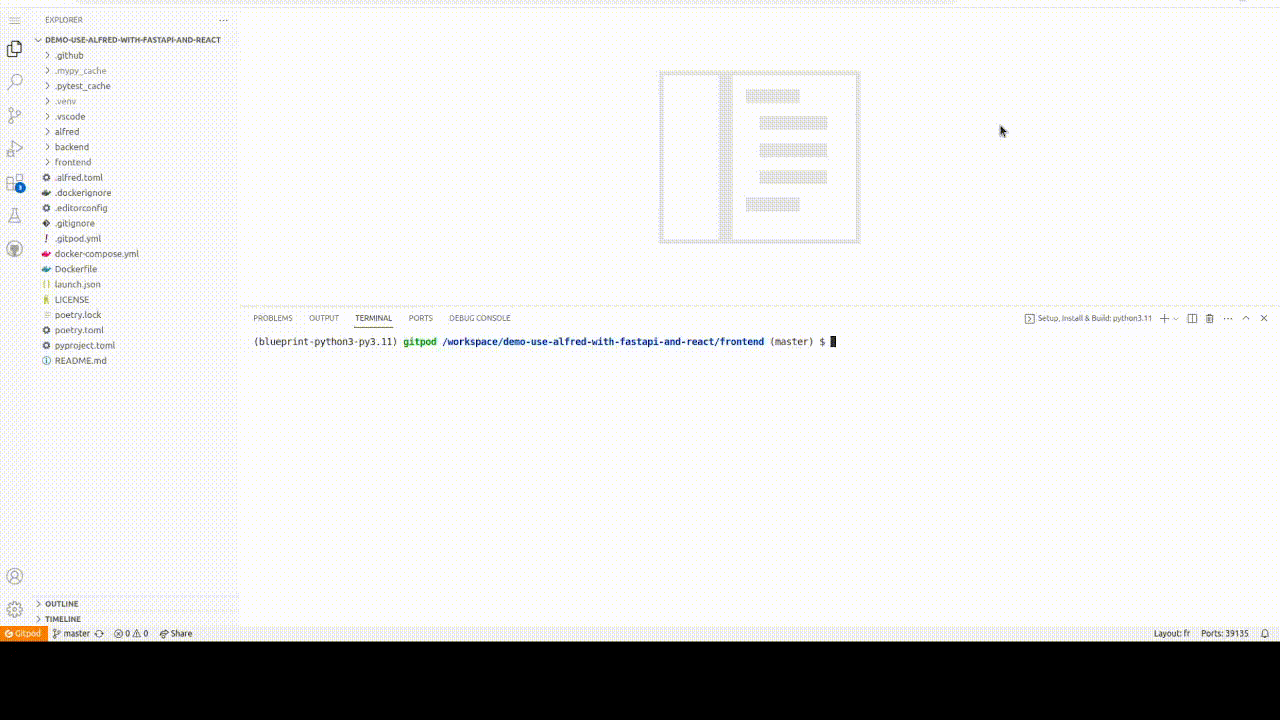 EXPLORER
DEMO-USE-ALFRED-WITH-FASTAPI-AND-REACT
.github
.mypy_cache
.pytest_cache
.venv
.vscode
alfred
backend
frontend
.alfred.toml
.dockerignore
.editorconfig
.gitignore
.gitpod.yml
docker-compose.yml
Dockerfile
launch.json
LICENSE
poetry.lock
poetry.toml
pyproject.toml
README.md
OUTLINE
TIMELINE
3
PROBLEMS OUTPUT TERMINAL PORTS DEBUG CONSOLE Setup, Install & Build: python3.11
(blueprint-python3-py3.11) gitpod /workspace/demo-use-alfred-with-fastapi-and-react/frontend (master) $
Gitpod master 0 0 Share Layout: fr Ports: 39135